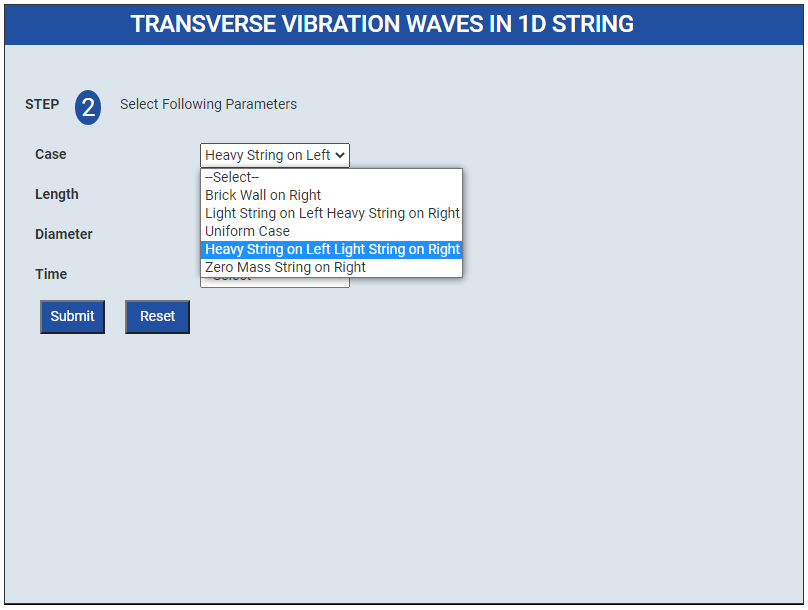 TRANSVERSE VIBRATION WAVES IN 1D STRING
STEP 2 Select Following Parameters
Case Heavy String on Left
--Select--
Length Brick Wall on Right
Light String on Left Heavy String on Right
Diameter Uniform Case
Heavy String on Left Light String on Right
Time Zero Mass String on Right
Submit Reset